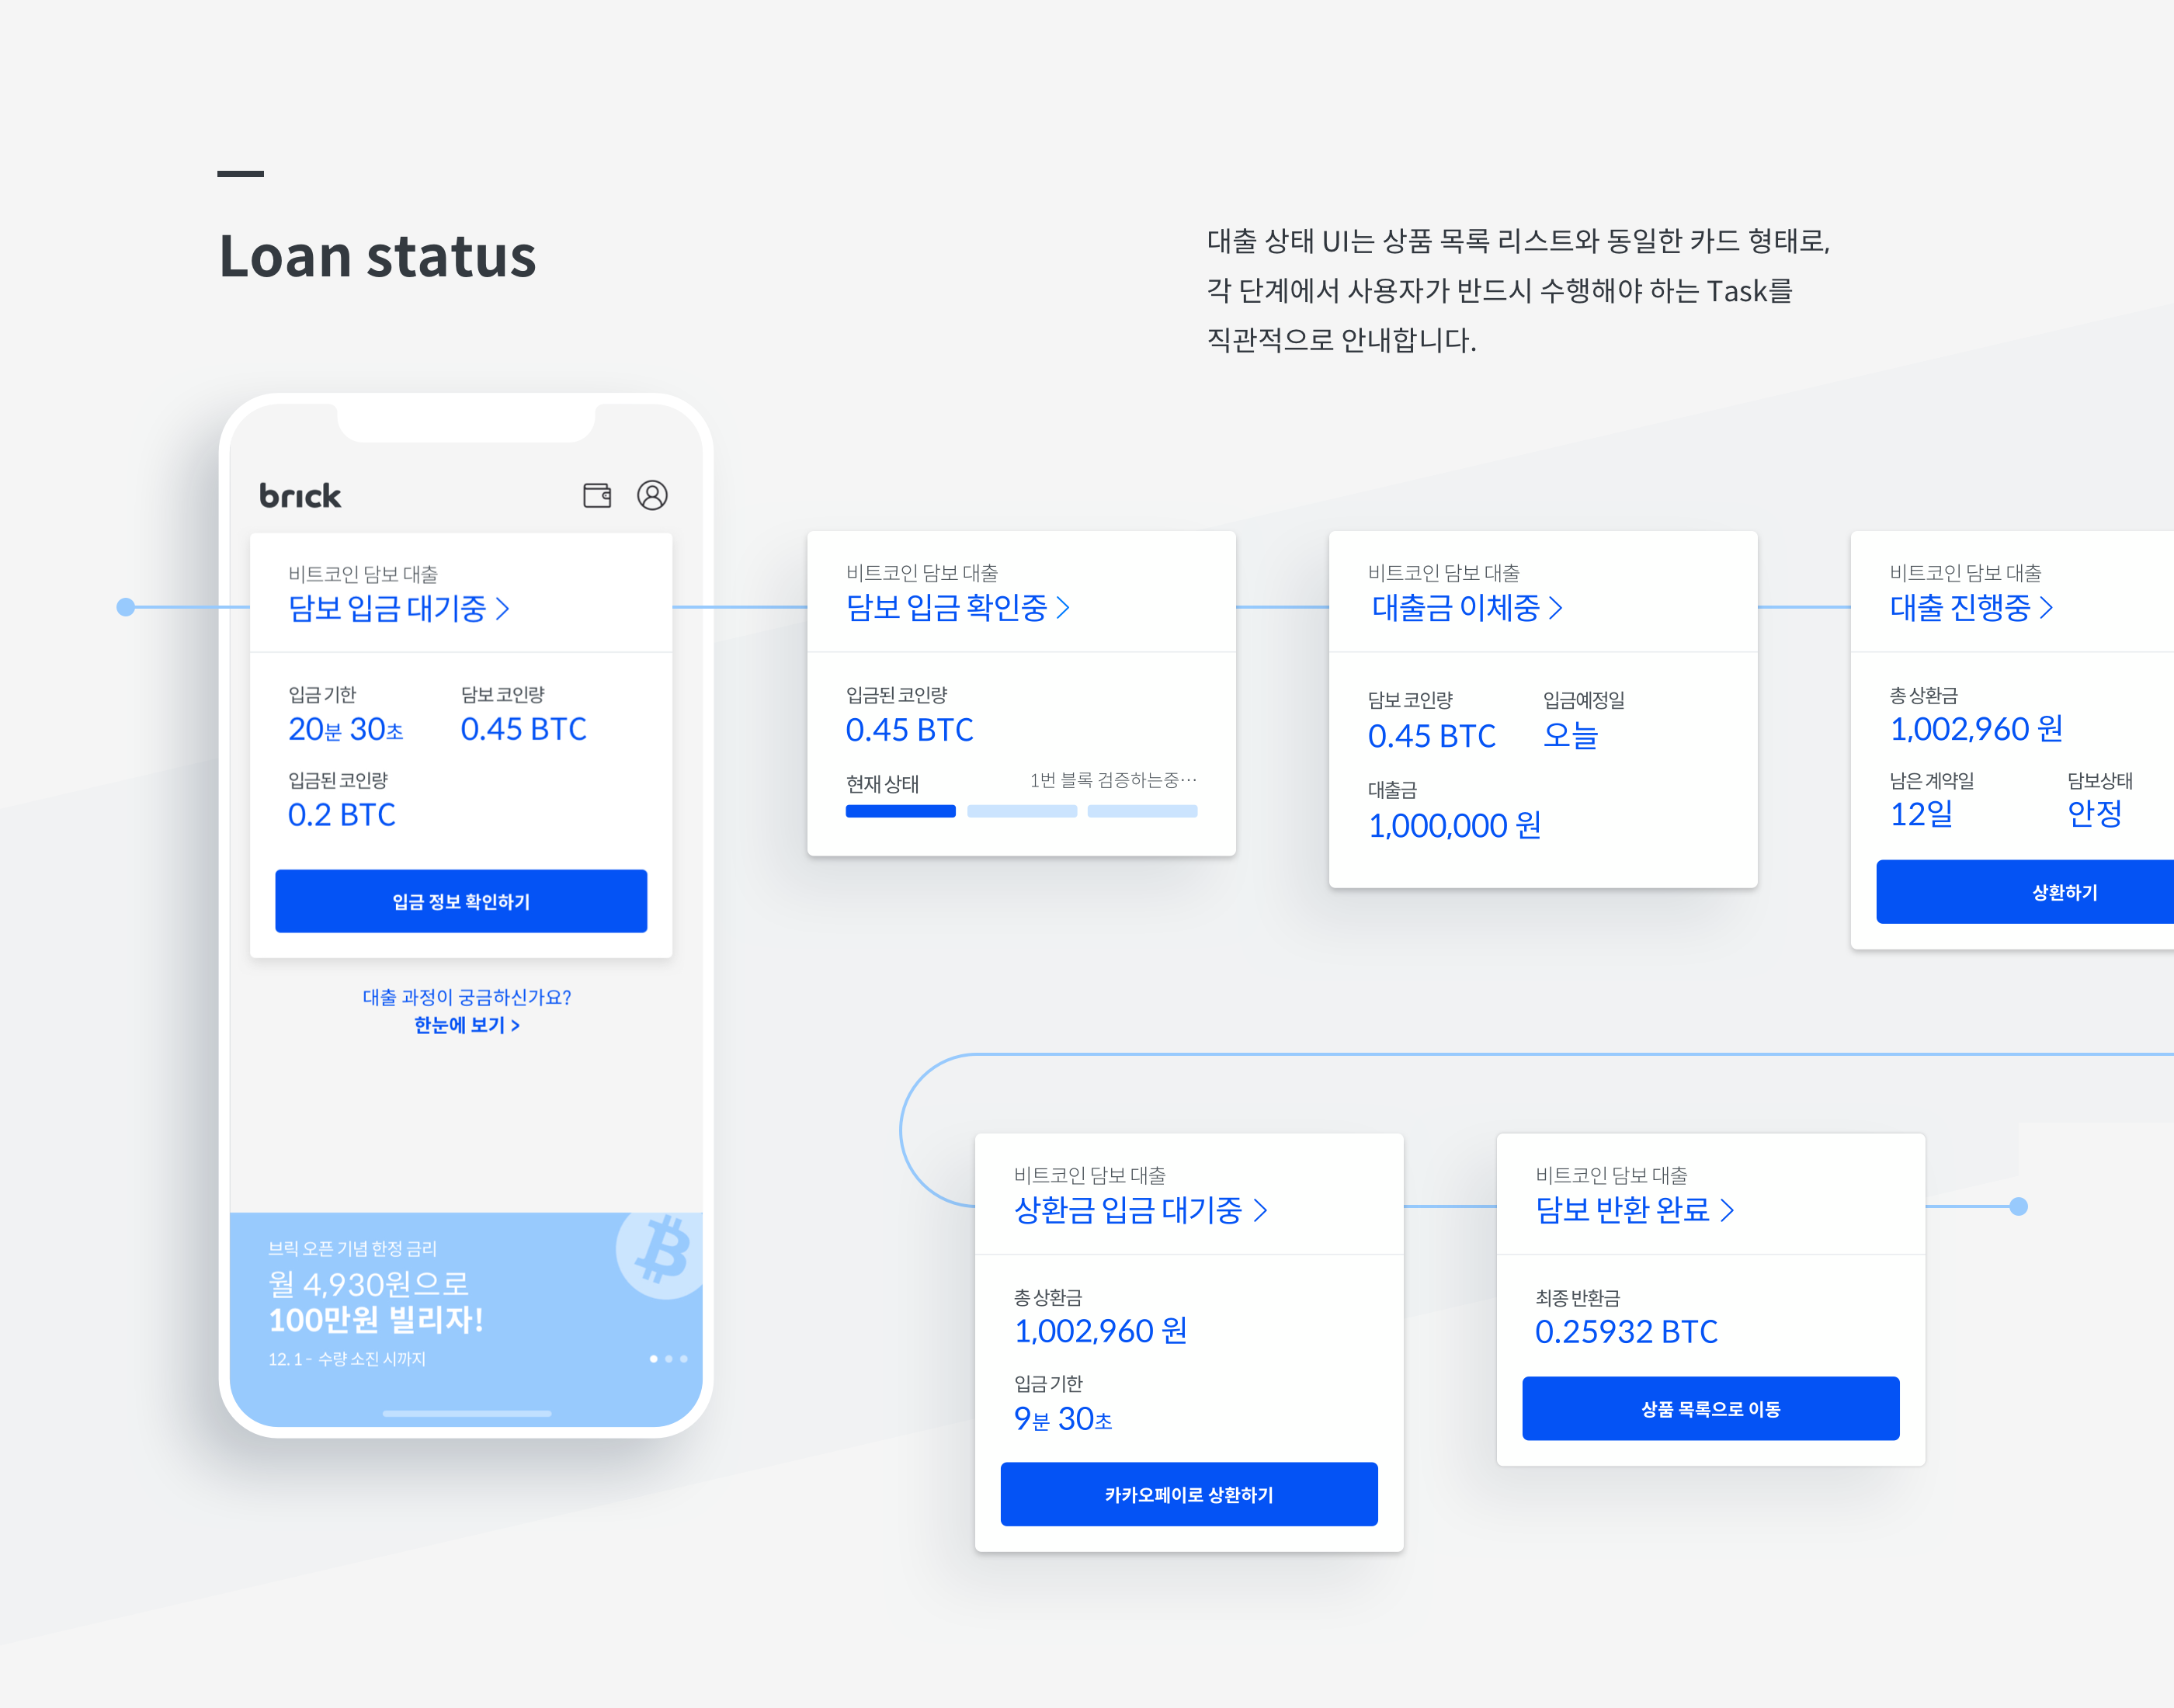 Loan status
대출 상태 UI는 상품 목록 리스트와 동일한 카드 형태로,
각 단계에서 사용자가 반드시 수행해야 하는 Task를
직관적으로 안내합니다.
brick
비트코인 담보 대출
담보 입금 대기중 >
입금 기한 담보 코인량
20분 30초 0.45 BTC
입금된 코인량
0.2 BTC
입금 정보 확인하기
대출 과정이 궁금하신가요?
한눈에 보기 >
브릭 오픈 기념 한정 금리
월 4,930원으로
100만원 빌리자!
12. 1 - 수량 소진 시까지
비트코인 담보 대출
담보 입금 확인중 >
입금된 코인량
0.45 BTC
현재 상태 1번 블록 검증하는중···
비트코인 담보 대출
대출금 이체중 >
담보 코인량 입금예정일
0.45 BTC 오늘
대출금
1,000,000 원
비트코인 담보 대출
대출 진행중 >
총 상환금
1,002,960 원
남은 계약일 담보상태
12일 안정
상환하기
비트코인 담보 대출
상환금 입금 대기중 >
총 상환금
1,002,960 원
입금 기한
9분 30초
카카오페이로 상환하기
비트코인 담보 대출
담보 반환 완료 >
최종 반환금
0.25932 BTC
상품 목록으로 이동